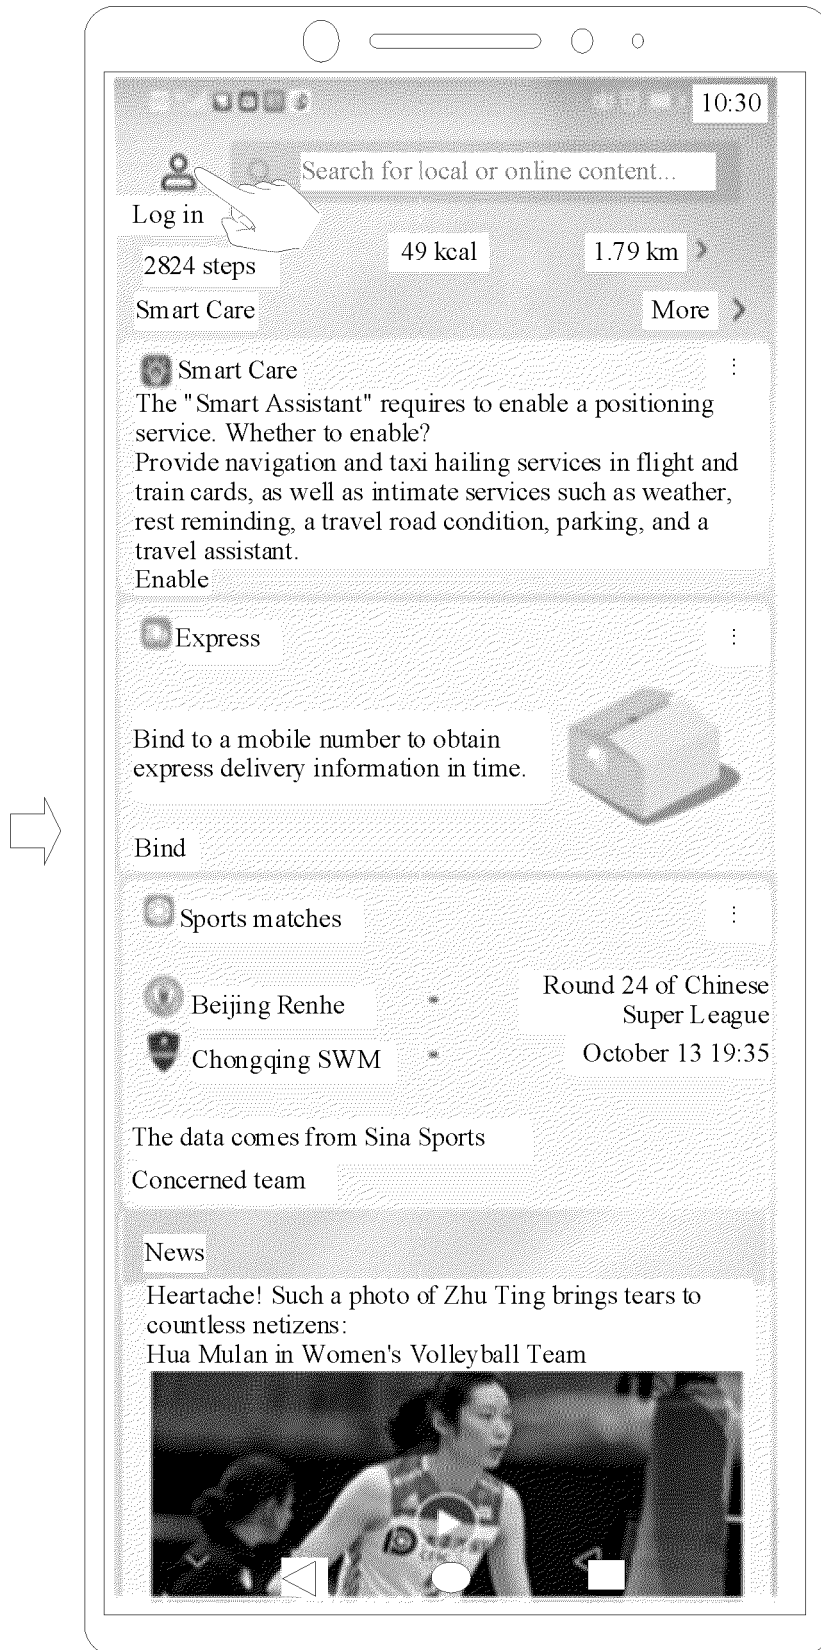 10:30
Search for local or online content...
Log in
2824 steps
49 kcal
1.79 km
Smart Care
More
Smart Care
The "Smart Assistant" requires to enable a positioning
service. Whether to enable?
Provide navigation and taxi hailing services in flight and
train cards, as well as intimate services such as weather,
rest reminding, a travel road condition, parking, and a
travel assistant.
Enable
Express
Bind to a mobile number to obtain
express delivery information in time.
Bind
Sports matches
Beijing Renhe
Round 24 of Chinese
Super League
Chongqing SWM
October 13 19:35
The data comes from Sina Sports
Concerned team
News
Heartache! Such a photo of Zhu Ting brings tears to
countless netizens:
Hua Mulan in Women's Volleyball Team